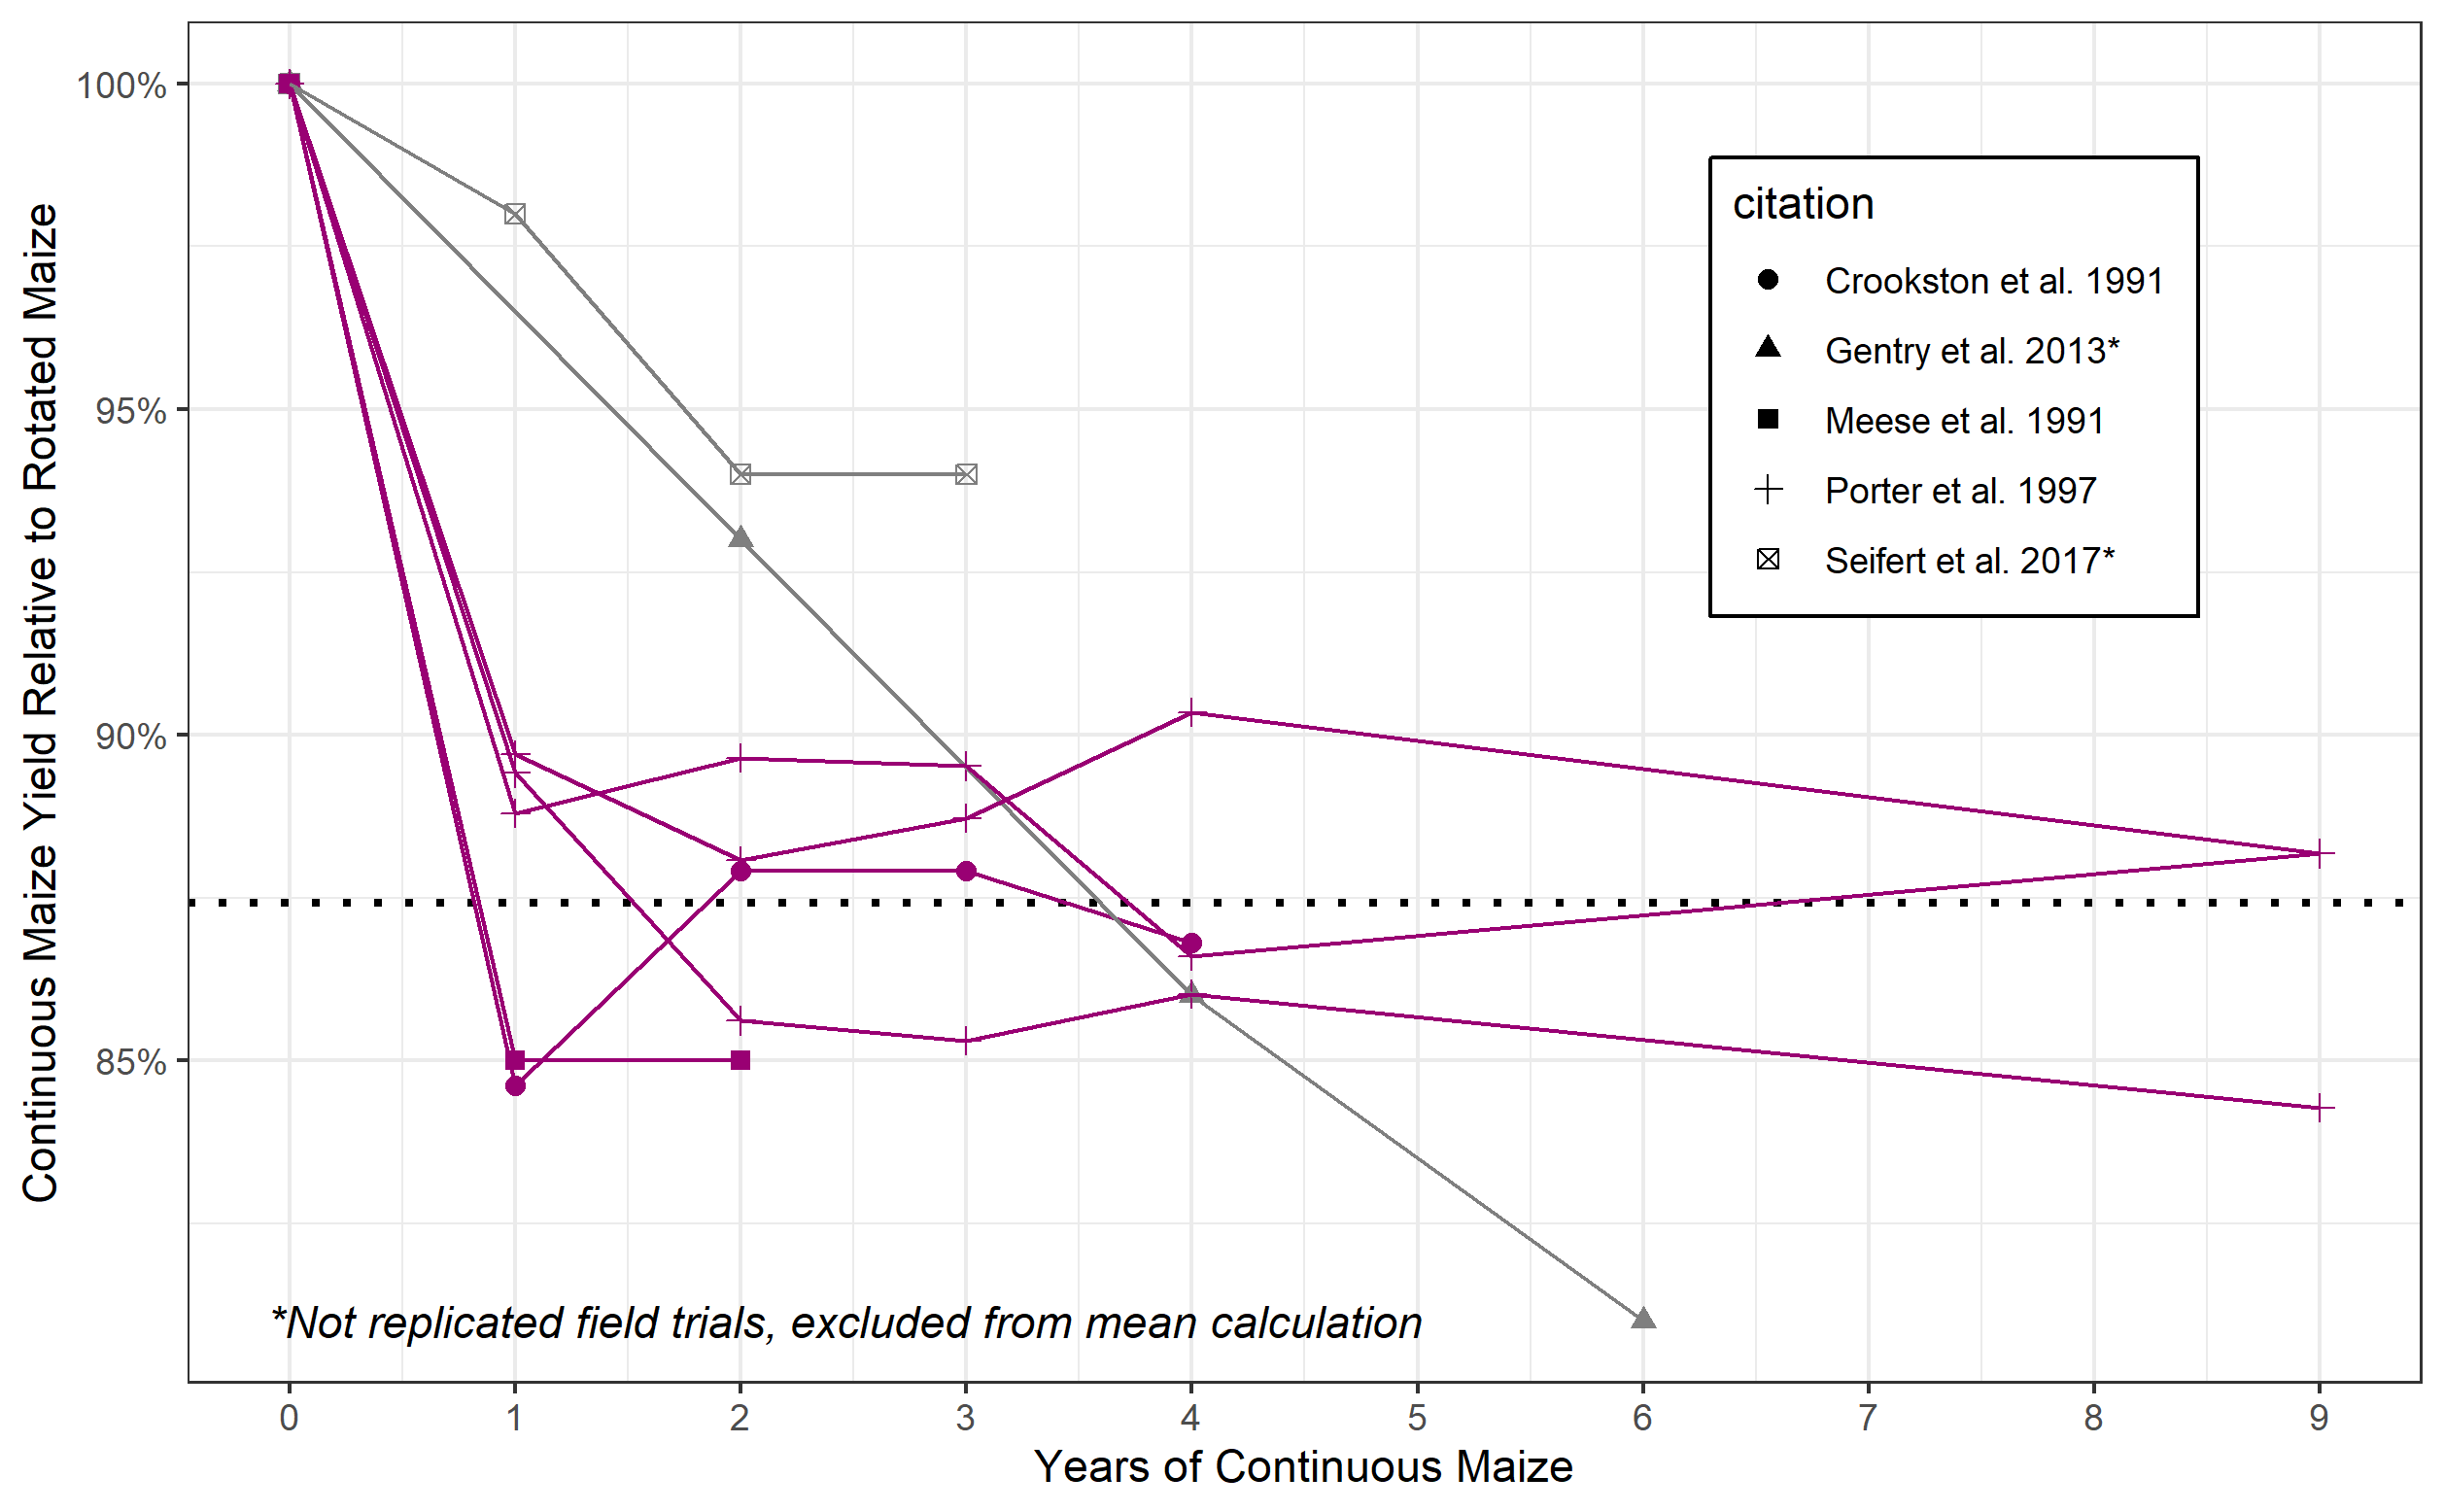 Continuous Maize Yield Relative to Rotated Maize
100%
95%
90%
85%
citation
Crookston et al. 1991
Gentry et al. 2013*
Meese et al. 1991
Porter et al. 1997
Seifert et al. 2017*
*Not replicated field trials, excluded from mean calculation
0 1 2 3 4 5 6 7 8 9
Years of Continuous Maize